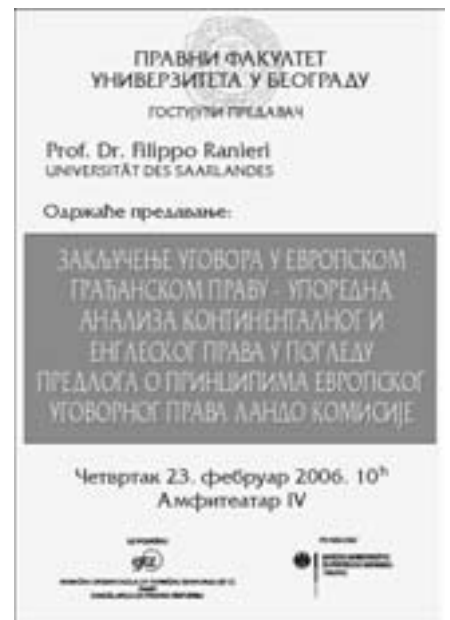 ПРАВНИ ФАКУЛТЕТ
УНИВЕРЗИТЕТА У БЕОГРАДУ
ГОСТУЈУЋИ ПРЕДАВАЧ
Prof. Dr. Filippo Ranieri
UNIVERSITÄT DES SAARLANDES
Одржаће предавање:
ЗАКЉУЧЕЊЕ УГОВОРА У ЕВРОПСКОМ
ГРАЂАНСКОМ ПРАВУ - УПОРЕДНА
АНАЛИЗА КОНТИНЕНТАЛНОГ И
ЕНГЛЕСКОГ ПРАВА У ПОГЛЕДУ
ПРЕДЛОГА О ПРИНЦИПИМА ЕВРОПСКОГ
УГОВОРНОГ ПРАВА ЛАНДО КОМИСИЈЕ
Четвртак 23. фебруар 2006. 10ʰ
Амфитеатар IV
gtz